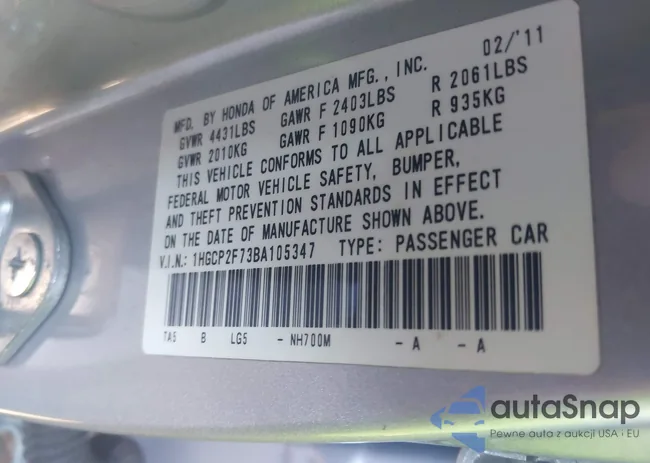 MFD. BY HONDA OF AMERICA MFG., INC. 02/'11
GVWR 4431LBS GAWR F 2403LBS R 2061LBS
GVWR 2010KG GAWR F 1090KG R 935KG
THIS VEHICLE CONFORMS TO ALL APPLICABLE
FEDERAL MOTOR VEHICLE SAFETY, BUMPER,
AND THEFT PREVENTION STANDARDS IN EFFECT
ON THE DATE OF MANUFACTURE SHOWN ABOVE.
V.I.N.: 1HGCP2F73BA105347 TYPE: PASSENGER CAR
TA5 B LG5 - NH700M - A - A
autoSnap
Pewne auta z aukcji USA • EU